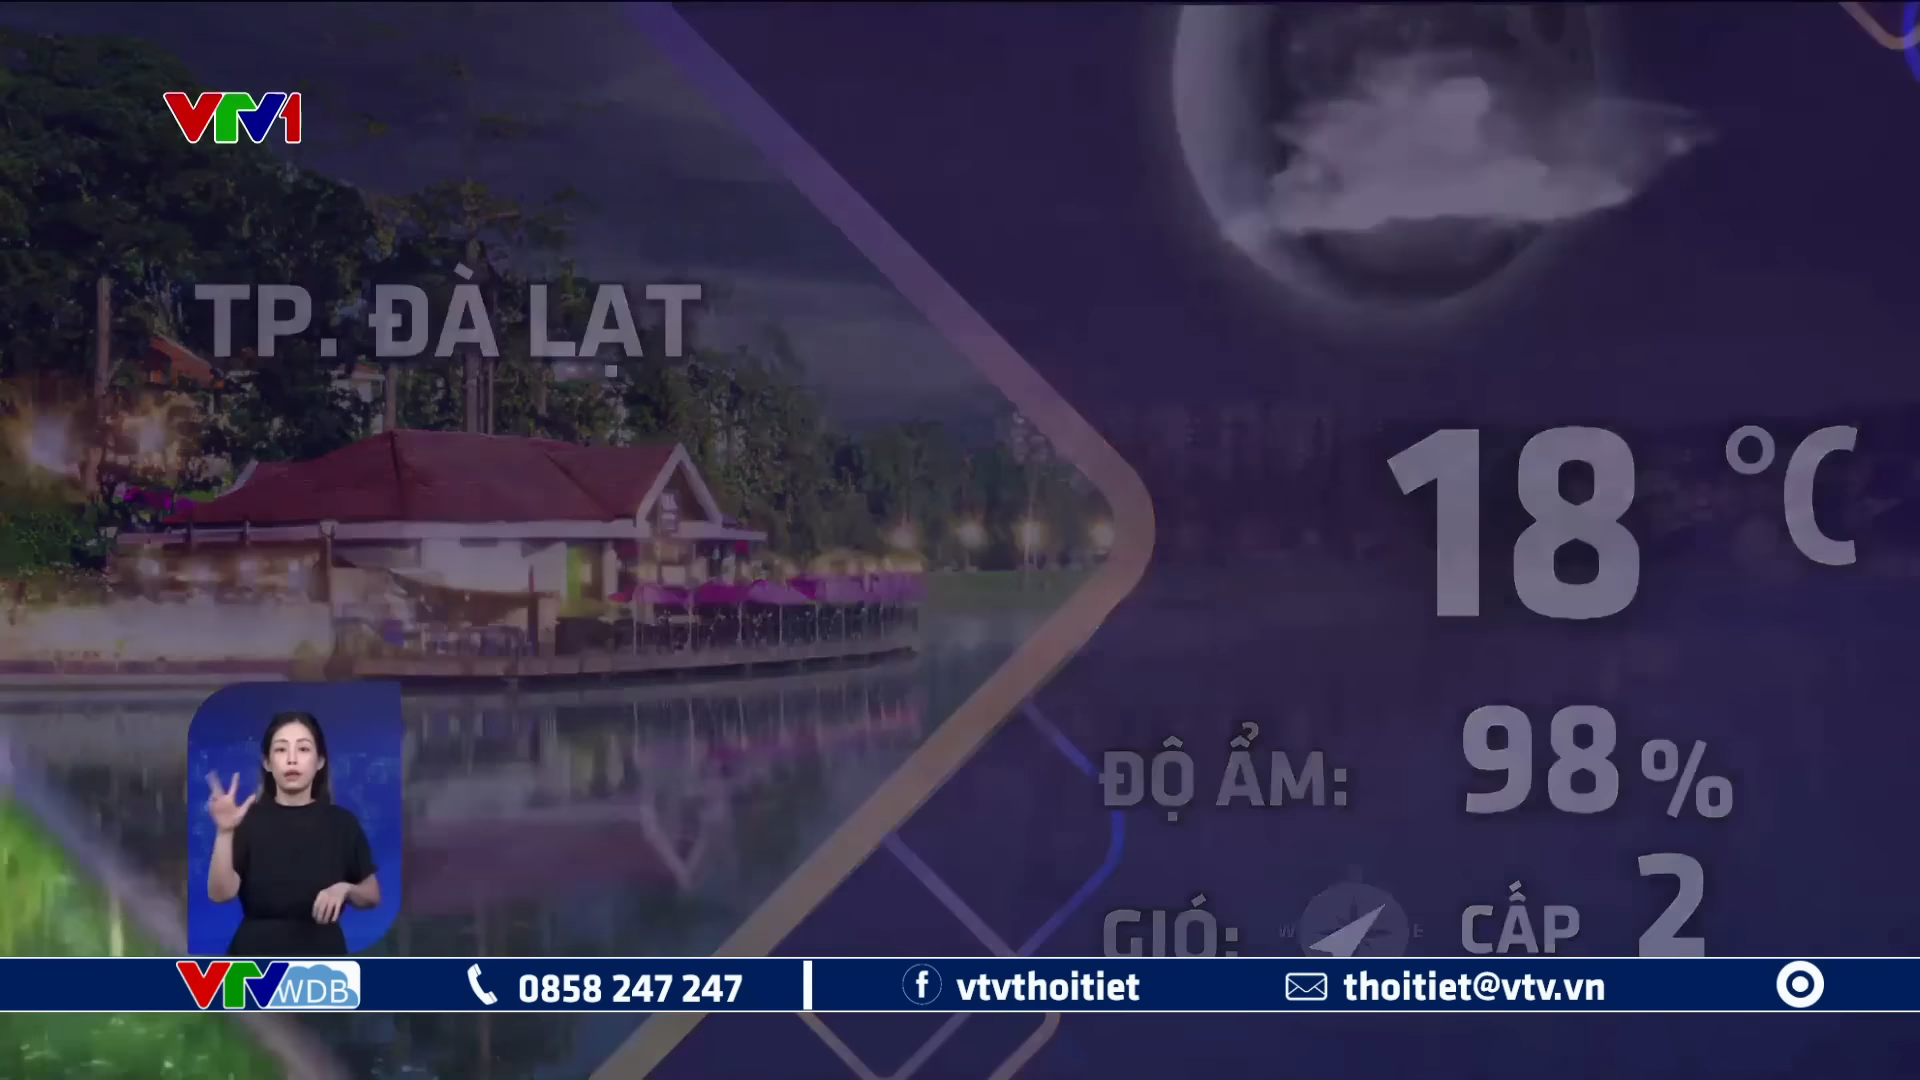 VTV1
TP. ĐÀ LẠT
18 °C
ĐỘ ẨM: 98 %
GIÓ: W E CẤP 2
VTV WDB 0858 247 247 vtvthoitiet thoitiet@vtv.vn